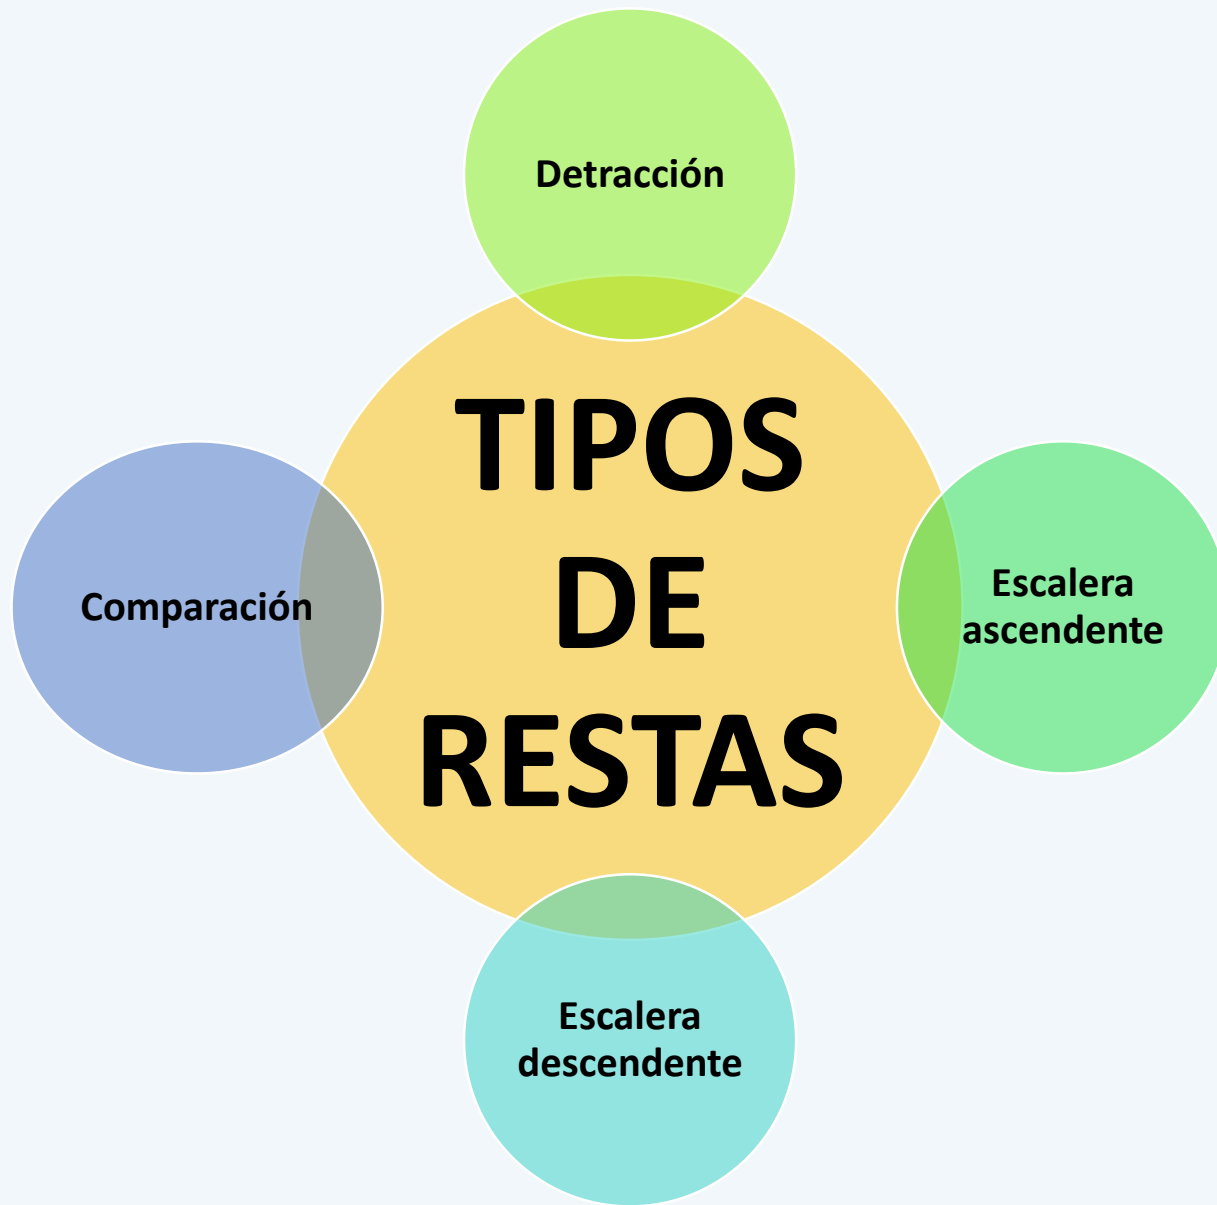 Detracción
TIPOS
DE
RESTAS
Comparación
Escalera
ascendente
Escalera
descendente